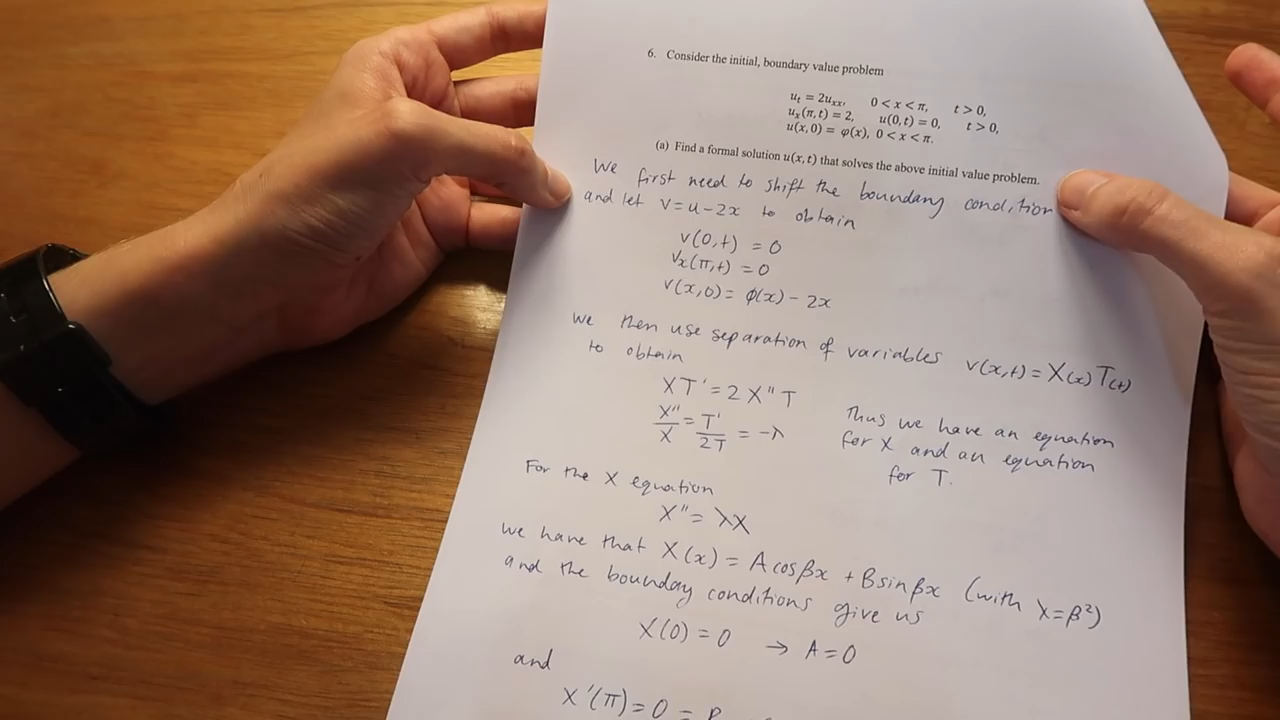 6. Consider the initial, boundary value problem
u_t = 2u_xx, 0 < x < π, t > 0,
u_x(π, t) = 2, u(0, t) = 0, t > 0,
u(x, 0) = φ(x), 0 < x < π.
(a) Find a formal solution u(x, t) that solves the above initial value problem.
We first need to shift the boundary condition
and let v = u - 2x to obtain
v(0,t) = 0
v_x(π,t) = 0
v(x,0) = φ(x) - 2x
We then use separation of variables v(x,t) = X(x) T(t)
to obtain
XT' = 2X''T
X''/X = T'/2T = -λ
Thus we have an equation
for X and an equation
for T.
For the X equation
X'' = λX
we have that X(x) = A cos βx + B sin βx (with λ = β²)
and the boundary conditions give us
X(0) = 0 → A = 0
and
X'(π) = 0 =